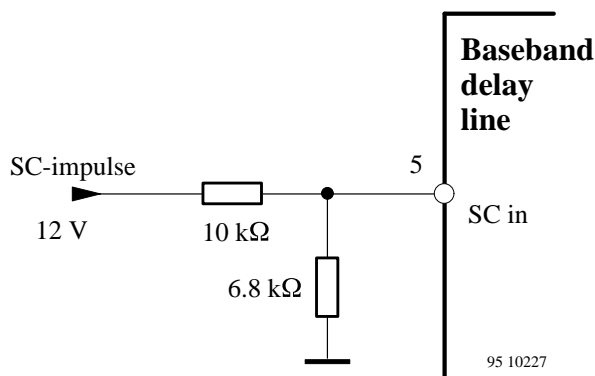 Baseband
delay
line
SC-impulse
5
12 V
10 kΩ
SC in
6.8 kΩ
95 10227